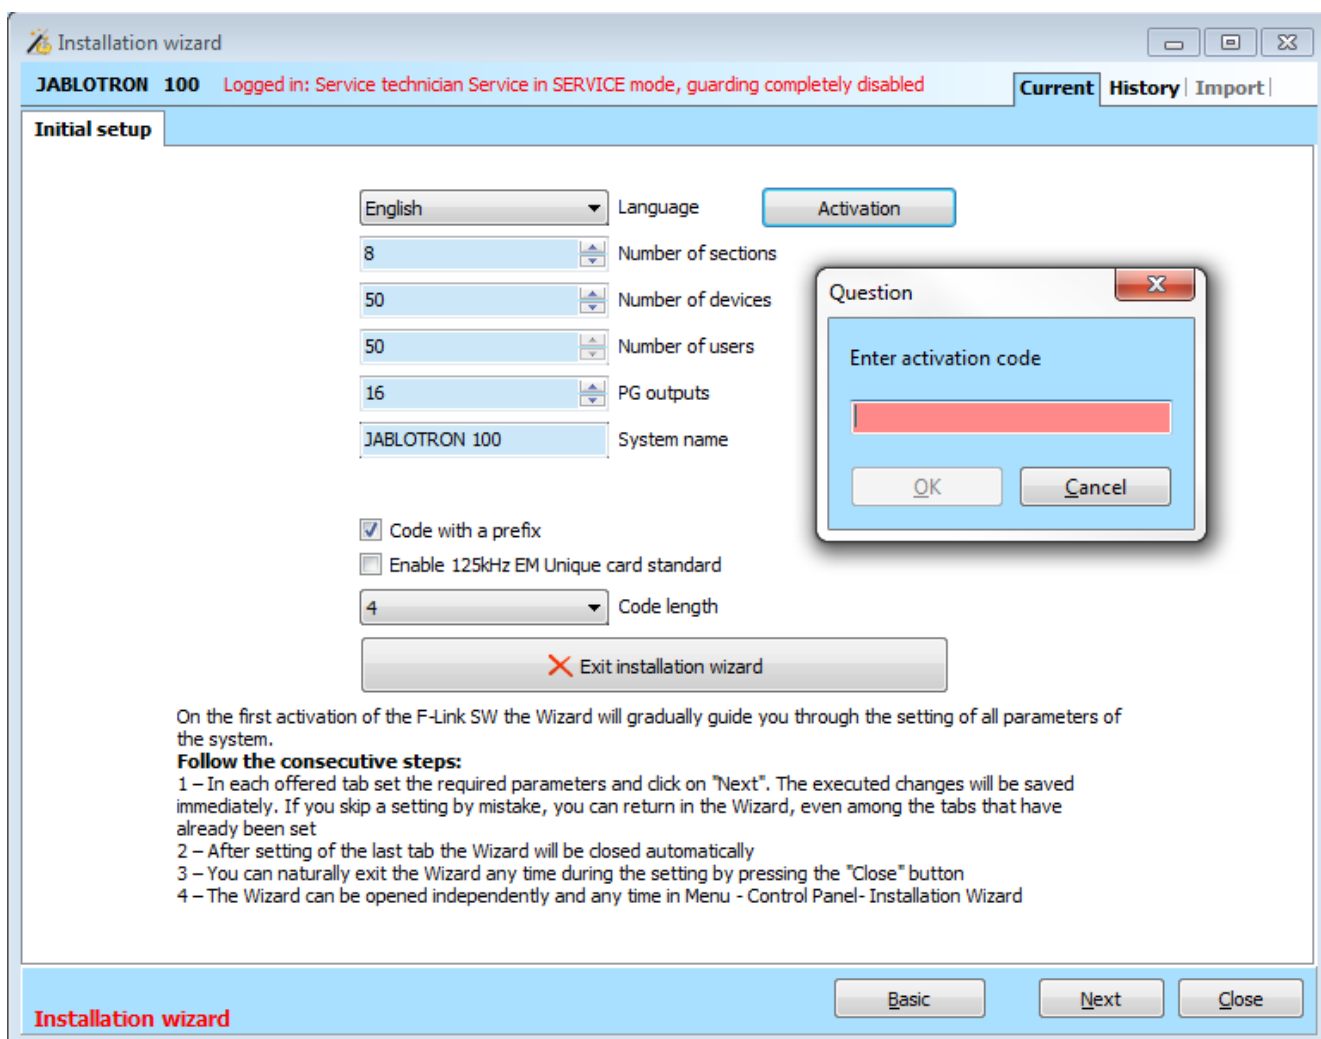 Installation wizard
JABLOTRON 100 Logged in: Service technician Service in SERVICE mode, guarding completely disabled Current History Import
Initial setup
English Language Activation
8 Number of sections
50 Number of devices
50 Number of users
16 PG outputs
JABLOTRON 100 System name
Question
Enter activation code
OK Cancel
Code with a prefix
Enable 125kHz EM Unique card standard
4 Code length
Exit installation wizard
On the first activation of the F-Link SW the Wizard will gradually guide you through the setting of all parameters of
the system.
Follow the consecutive steps:
1 – In each offered tab set the required parameters and click on "Next". The executed changes will be saved
immediately. If you skip a setting by mistake, you can return in the Wizard, even among the tabs that have
already been set
2 – After setting of the last tab the Wizard will be closed automatically
3 – You can naturally exit the Wizard any time during the setting by pressing the "Close" button
4 – The Wizard can be opened independently and any time in Menu - Control Panel- Installation Wizard
Basic Next Close
Installation wizard